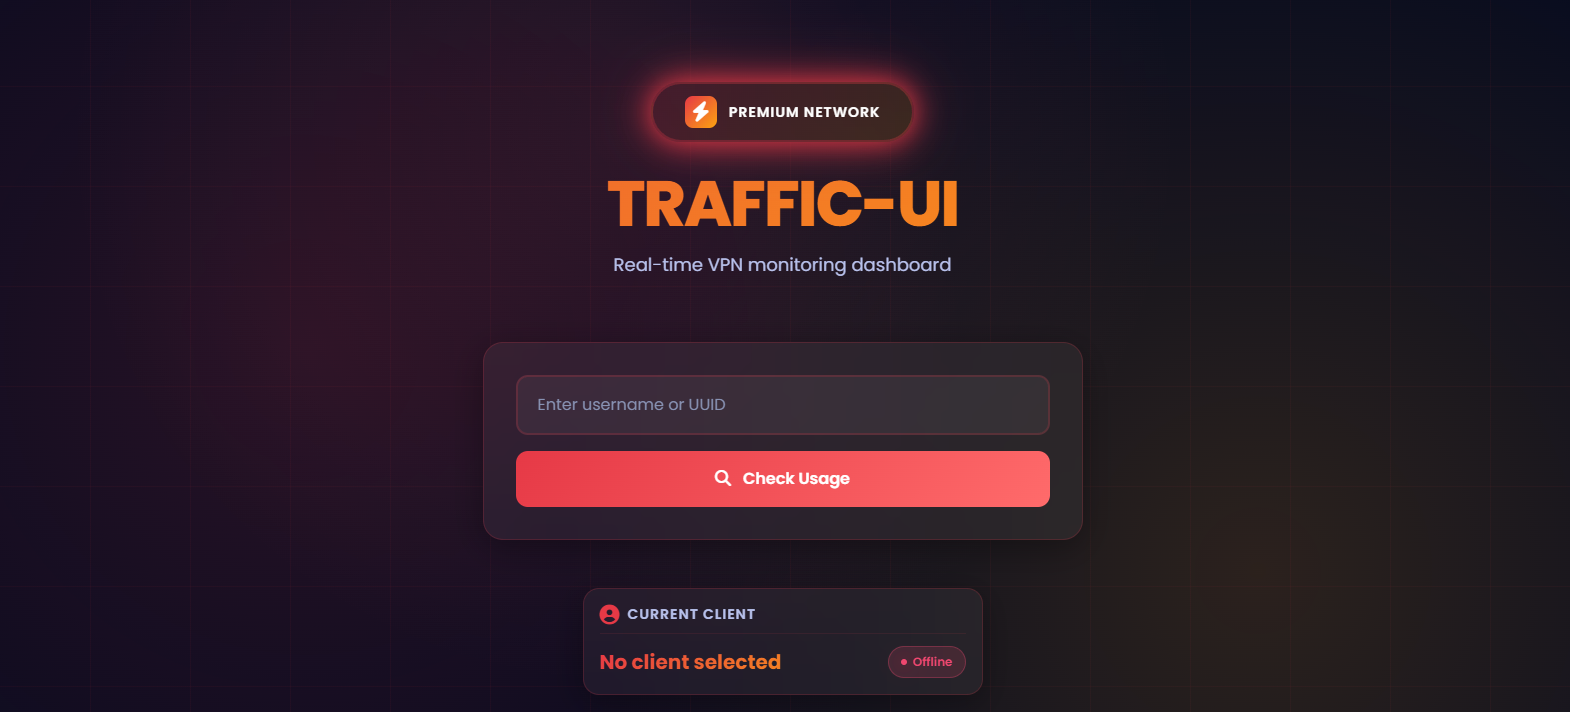 PREMIUM NETWORK
TRAFFIC-UI
Real-time VPN monitoring dashboard
Enter username or UUID
Check Usage
CURRENT CLIENT
No client selected
Offline